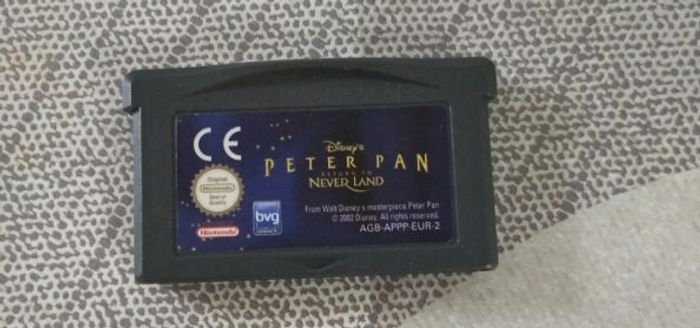 CE
Disney's
PETER PAN
RETURN TO
NEVER LAND
Original
Nintendo
Seal of
Quality
Nintendo
bvg
From Walt Disney's masterpiece Peter Pan
© 2002 Disney. All rights reserved.
AGB-APPP-EUR-2